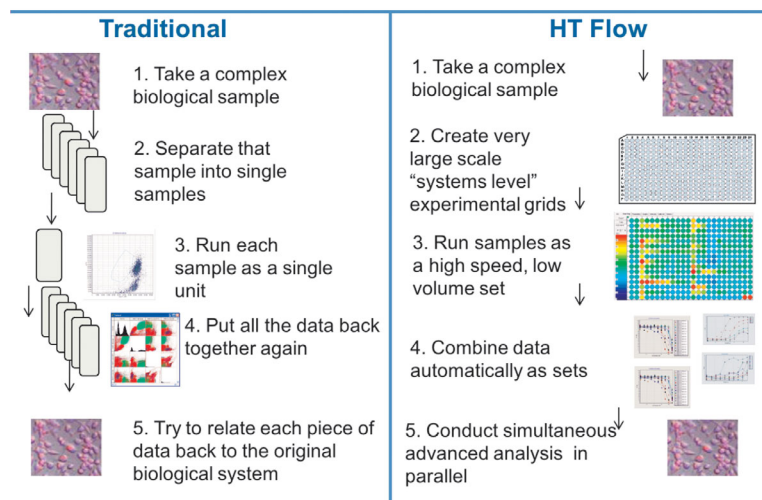 Traditional
1. Take a complex
biological sample
2. Separate that
sample into single
samples
3. Run each
sample as a single
unit
4. Put all the data back
together again
5. Try to relate each piece of
data back to the original
biological system
HT Flow
1. Take a complex
biological sample
2. Create very
large scale
“systems level”
experimental grids
3. Run samples as
a high speed, low
volume set
4. Combine data
automatically as sets
5. Conduct simultaneous
advanced analysis in
parallel